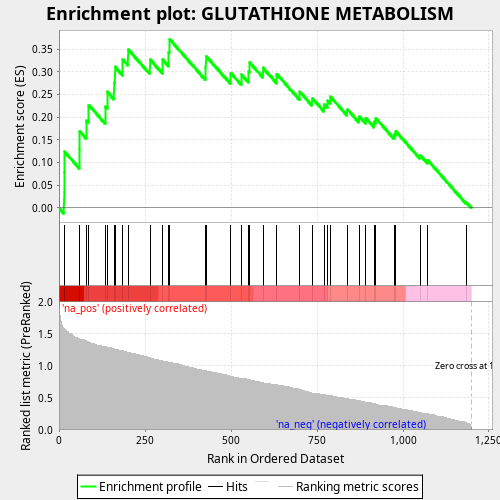 Enrichment plot: GLUTATHIONE METABOLISM
Enrichment score (ES)
0.35
0.30
0.25
0.20
0.15
0.10
0.05
0.00
'na_pos' (positively correlated)
Ranked list metric (PreRanked)
2.0
1.5
1.0
0.5
0.0
Zero cross at 1
'na_neg' (negatively correlated)
0 250 500 750 1,000 1,250
Rank in Ordered Dataset
Enrichment profile Hits Ranking metric scores